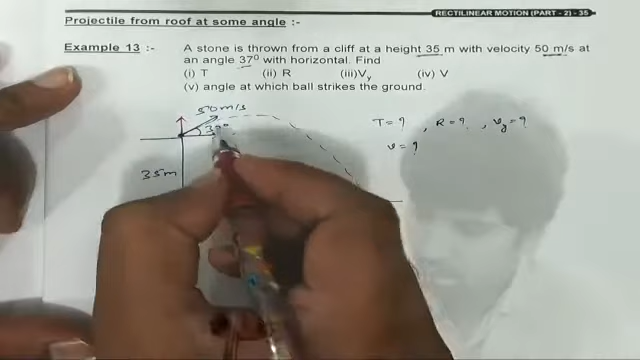 RECTILINEAR MOTION (PART - 2) - 35
Projectile from roof at some angle :-
Example 13 :- A stone is thrown from a cliff at a height 35 m with velocity 50 m/s at
an angle 37⁰ with horizontal. Find
(i) T (ii) R (iii)Vy (iv) V
(v) angle at which ball strikes the ground.
50 m/s
37⁰
T = ? , R = ? , vy = ?
v = ?
35m